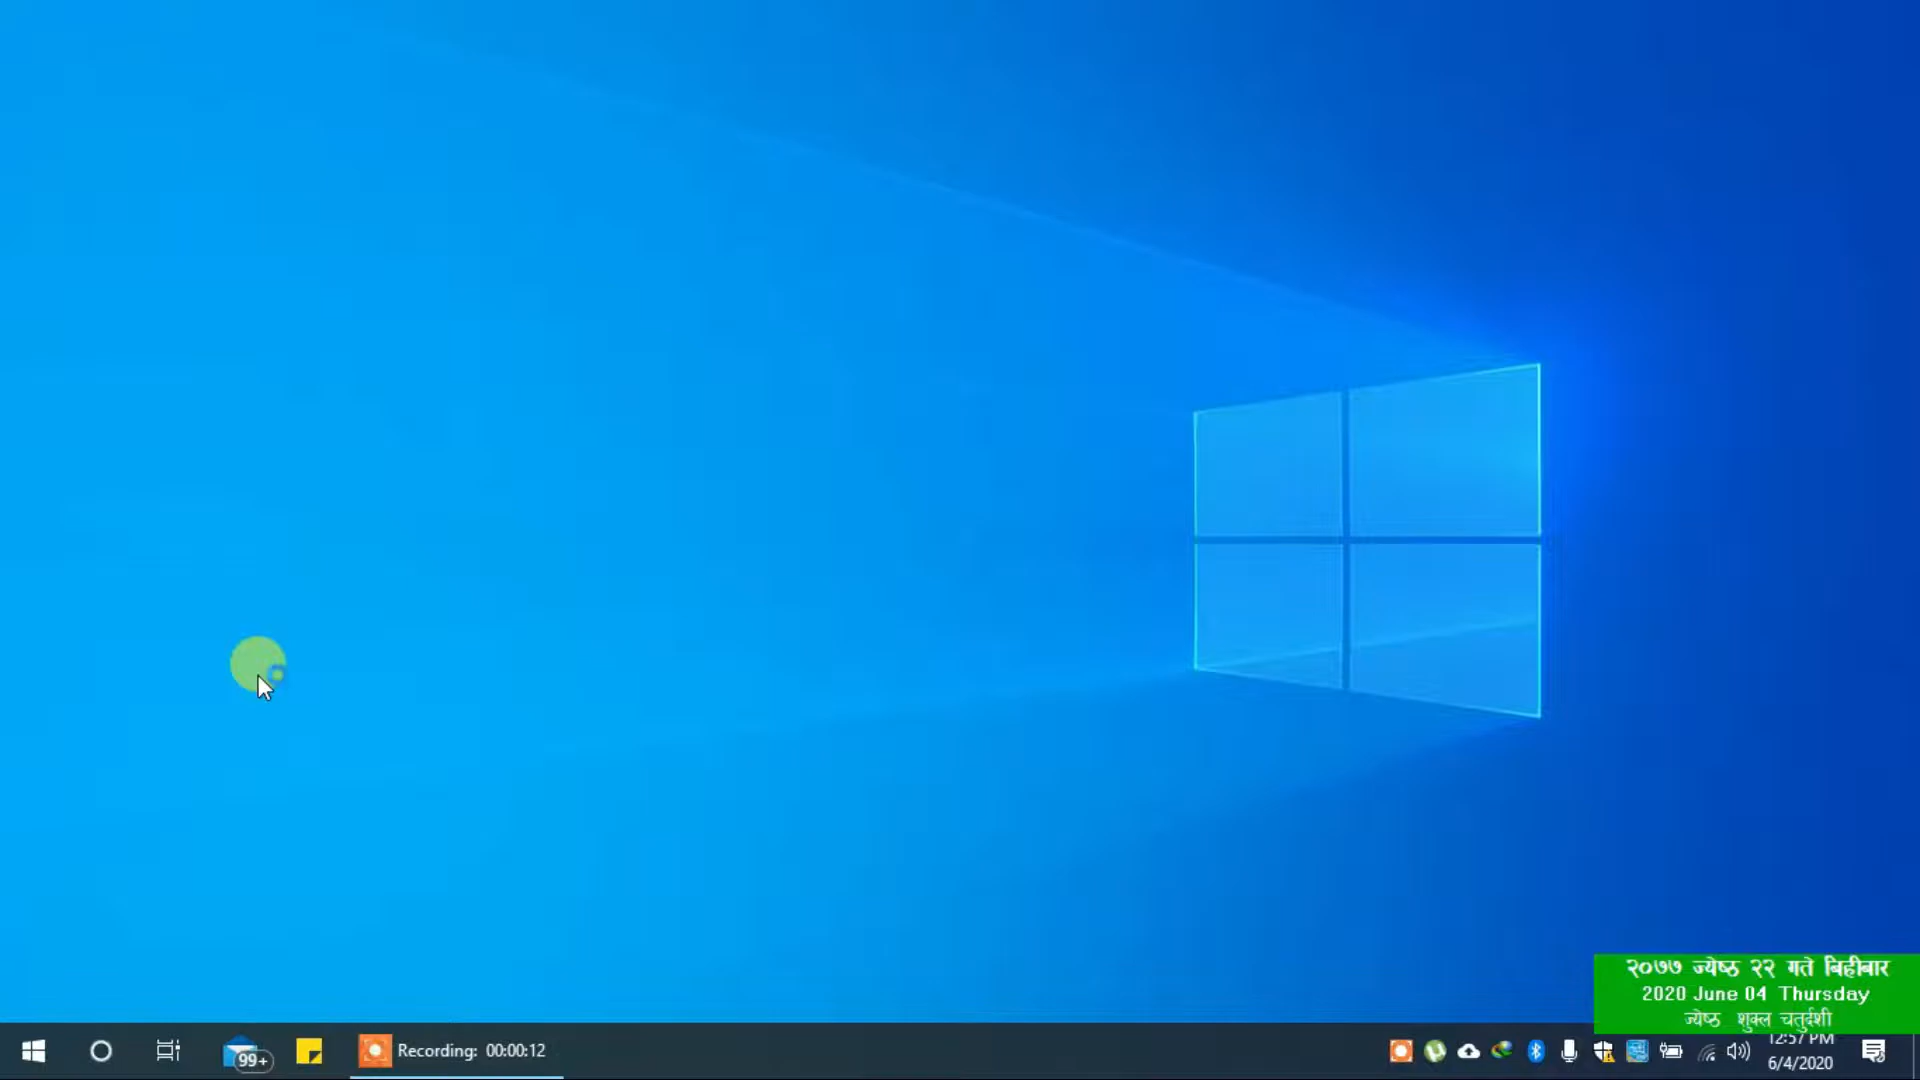 २०७७ ज्येष्ठ २२ गते बिहीबार
2020 June 04 Thursday
ज्येष्ठ शुक्ल चतुर्दशी
99+
Recording: 00:00:12
12:57 PM
6/4/2020